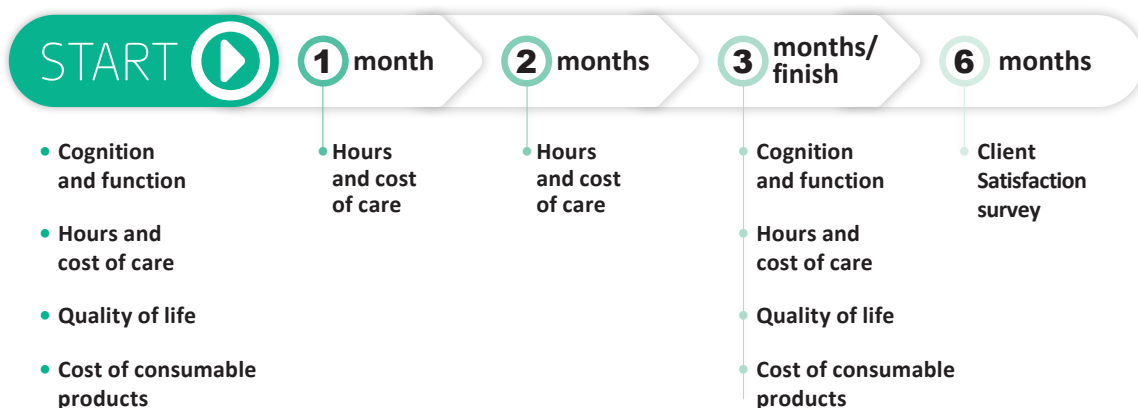 START
1 month
2 months
3 months/
finish
6 months
Cognition
and function
Hours and
cost of care
Quality of life
Cost of consumable
products
Hours
and cost
of care
Hours
and cost
of care
Cognition
and function
Hours and
cost of care
Quality of life
Cost of consumable
products
Client
Satisfaction
survey